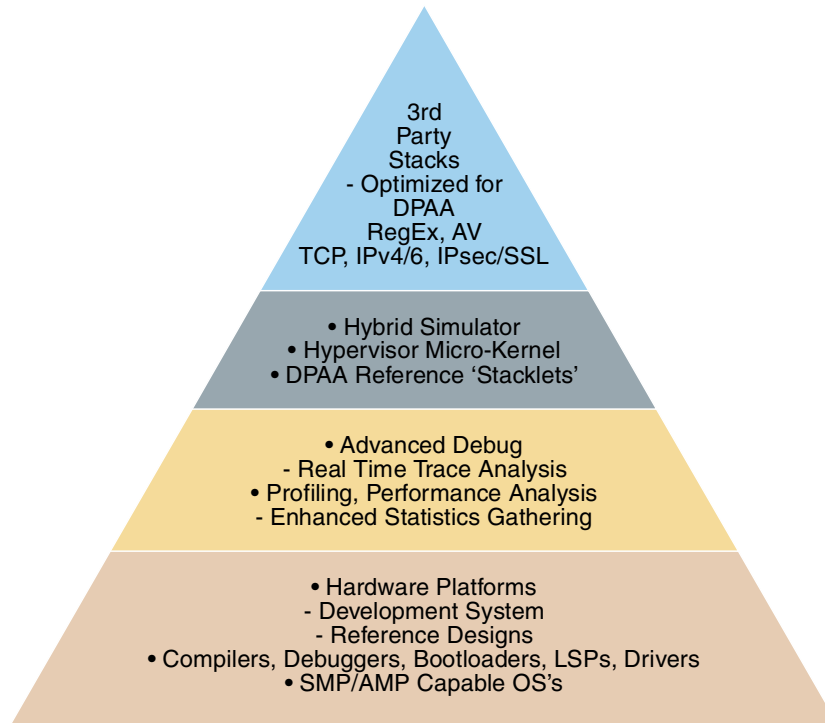 3rd
Party
Stacks
- Optimized for
DPAA
RegEx, AV
TCP, IPv4/6, IPsec/SSL
• Hybrid Simulator
• Hypervisor Micro-Kernel
• DPAA Reference ‘Stacklets’
• Advanced Debug
- Real Time Trace Analysis
• Profiling, Performance Analysis
- Enhanced Statistics Gathering
• Hardware Platforms
- Development System
- Reference Designs
• Compilers, Debuggers, Bootloaders, LSPs, Drivers
• SMP/AMP Capable OS's